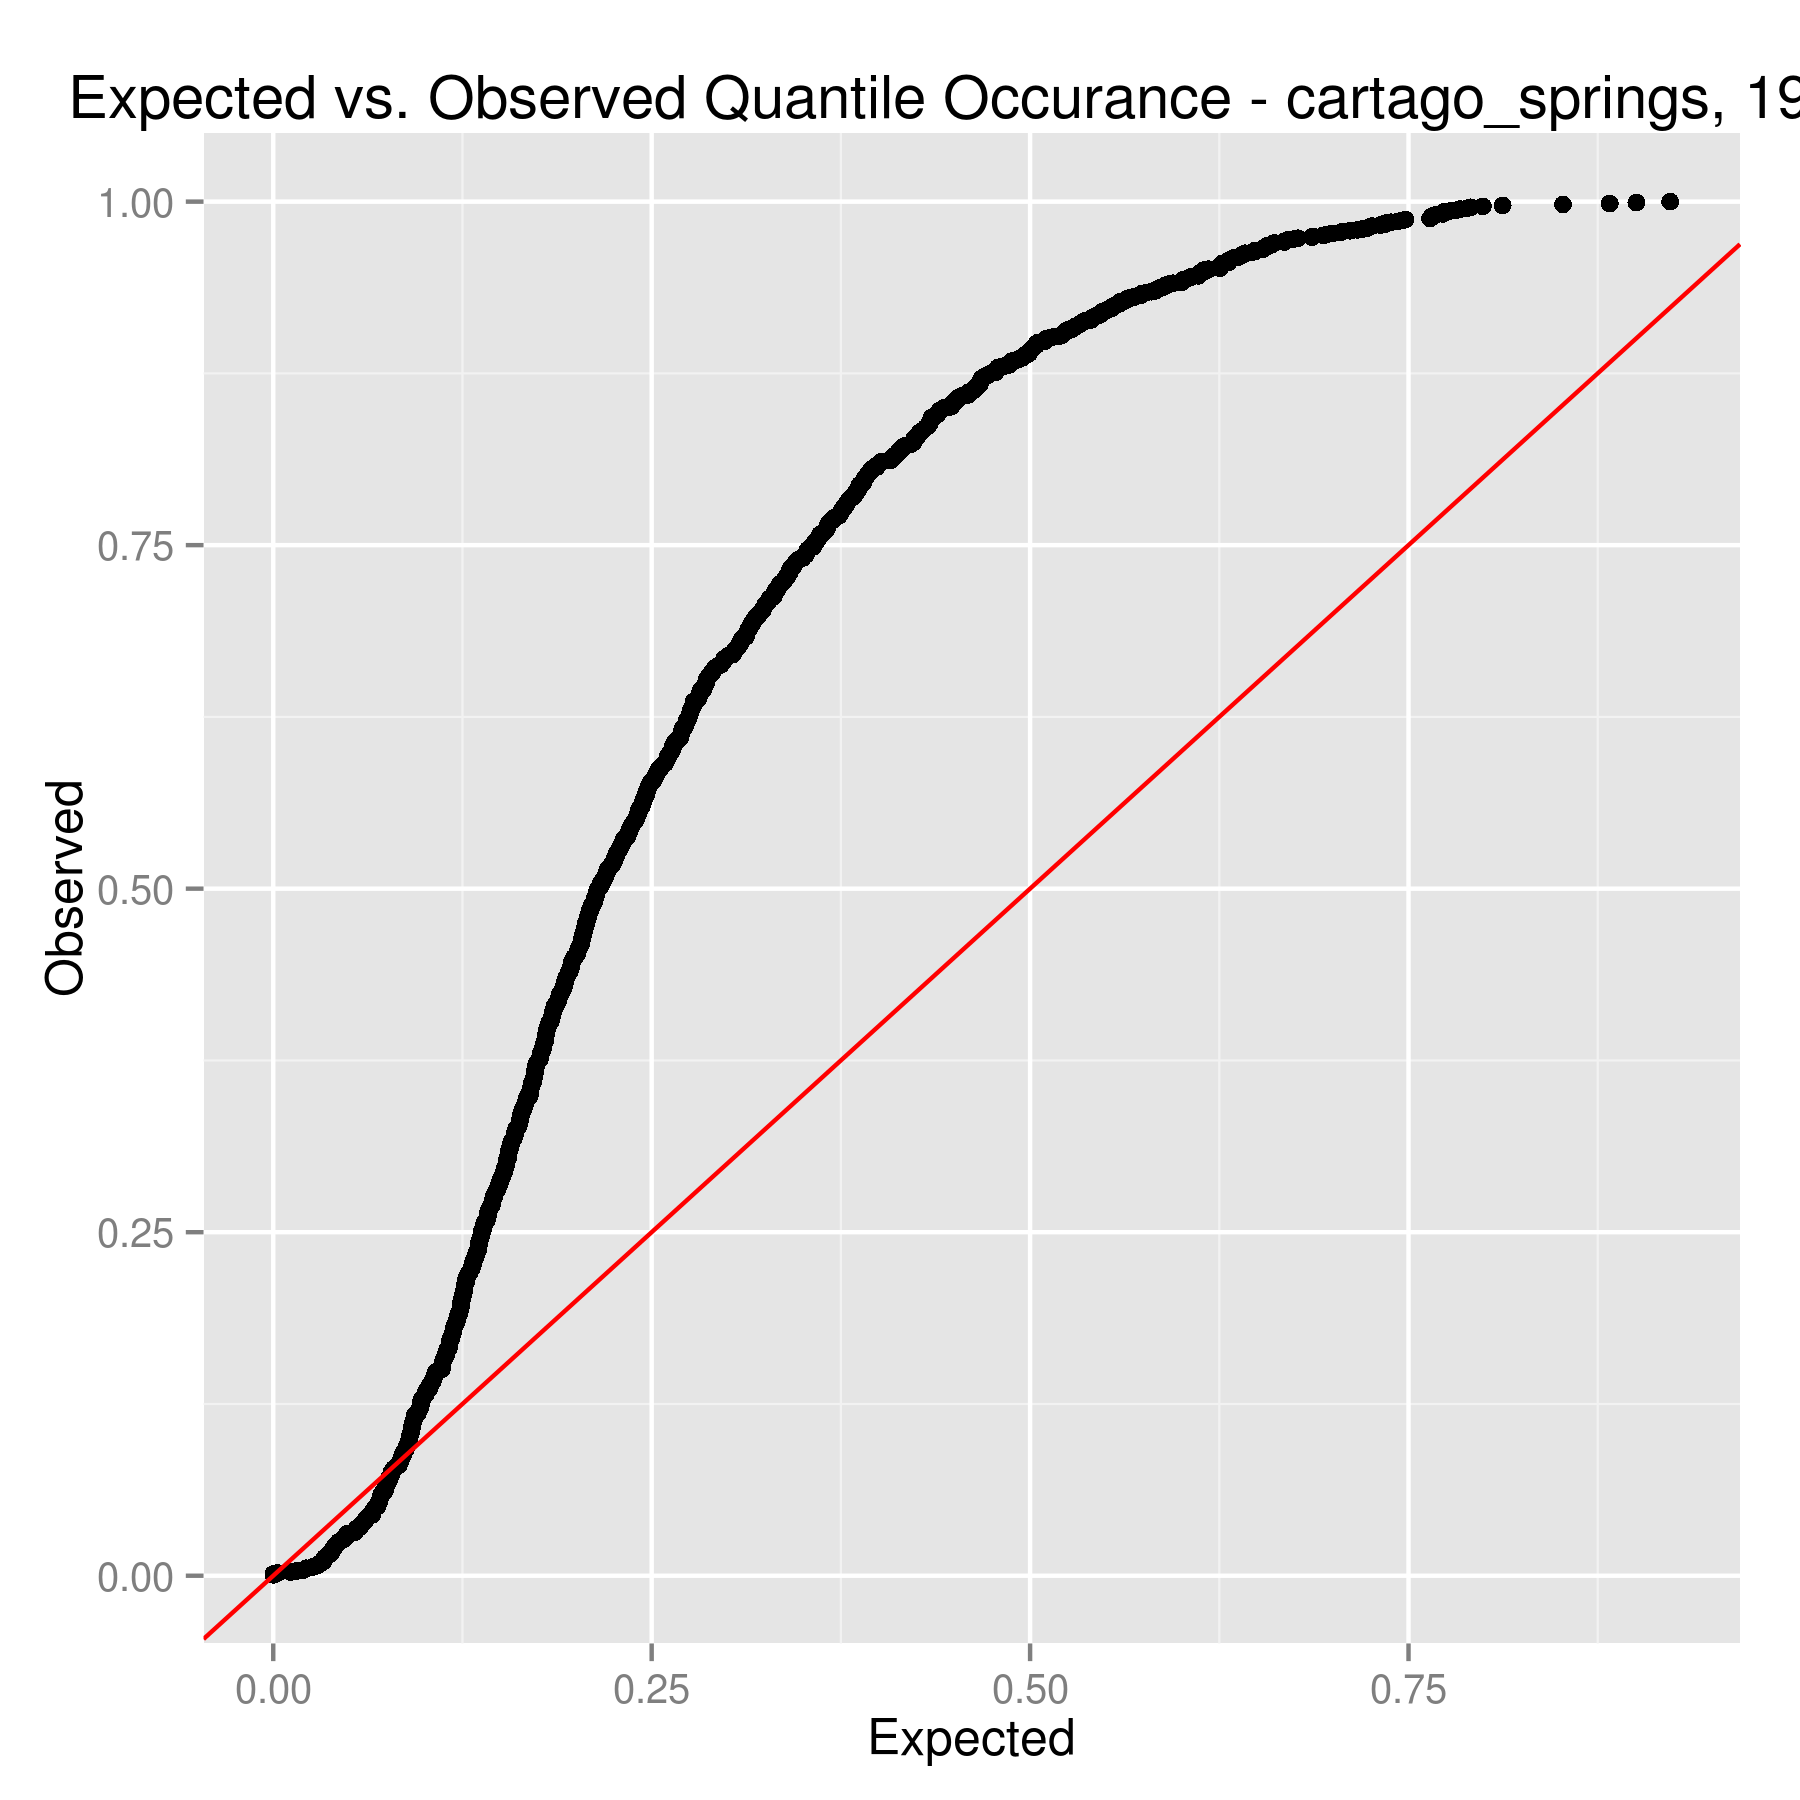 Expected vs. Observed Quantile Occurance - cartago_springs, 19
1.00
0.75
0.50
0.25
0.00
Observed
0.00 0.25 0.50 0.75
Expected